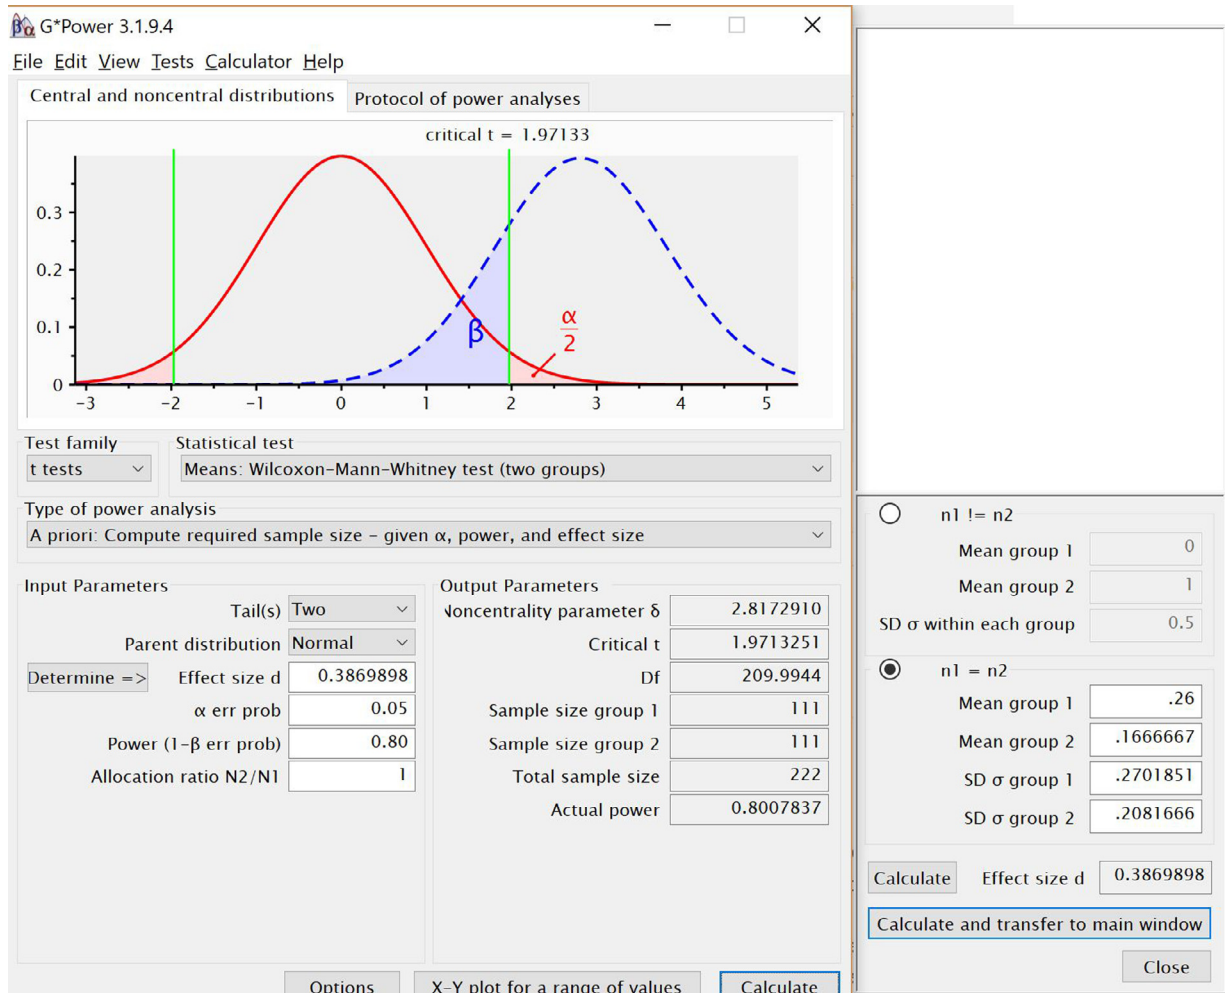 G*Power 3.1.9.4
File Edit View Tests Calculator Help
Central and noncentral distributions
Protocol of power analyses
critical t = 1.97133
0.3
0.2
0.1
0
β
α
2
-3 -2 -1 0 1 2 3 4 5
Test family
Statistical test
t tests
Means: Wilcoxon-Mann-Whitney test (two groups)
Type of power analysis
A priori: Compute required sample size - given α, power, and effect size
Input Parameters
Tail(s) Two
Parent distribution Normal
Determine => Effect size d 0.3869898
α err prob 0.05
Power (1-β err prob) 0.80
Allocation ratio N2/N1 1
Output Parameters
Noncentrality parameter δ 2.8172910
Critical t 1.9713251
Df 209.9944
Sample size group 1 111
Sample size group 2 111
Total sample size 222
Actual power 0.8007837
Options
X-Y plot for a range of values
Calculate
n1 != n2
Mean group 1 0
Mean group 2 1
SD σ within each group 0.5
n1 = n2
Mean group 1 .26
Mean group 2 .1666667
SD σ group 1 .2701851
SD σ group 2 .2081666
Calculate Effect size d 0.3869898
Calculate and transfer to main window
Close